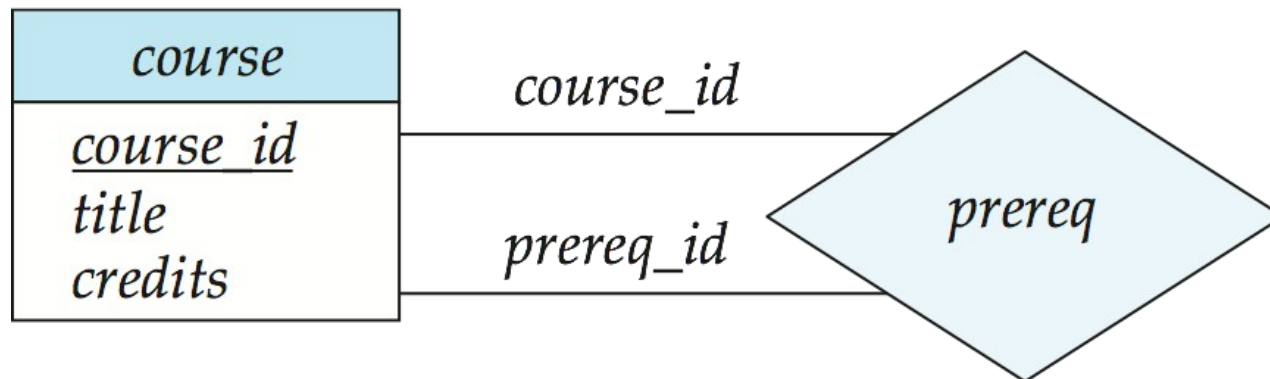 course
course_id
title
credits
course_id
prereq_id
prereq